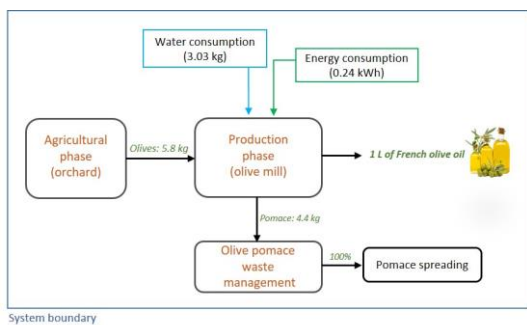 Water consumption
(3.03 kg)
Energy consumption
(0.24 kWh)
Agricultural
phase
(orchard)
Olives: 5.8 kg
Production
phase
(olive mill)
1 L of French olive oil
Pomace: 4.4 kg
Olive pomace
waste
management
100%
Pomace spreading
System boundary